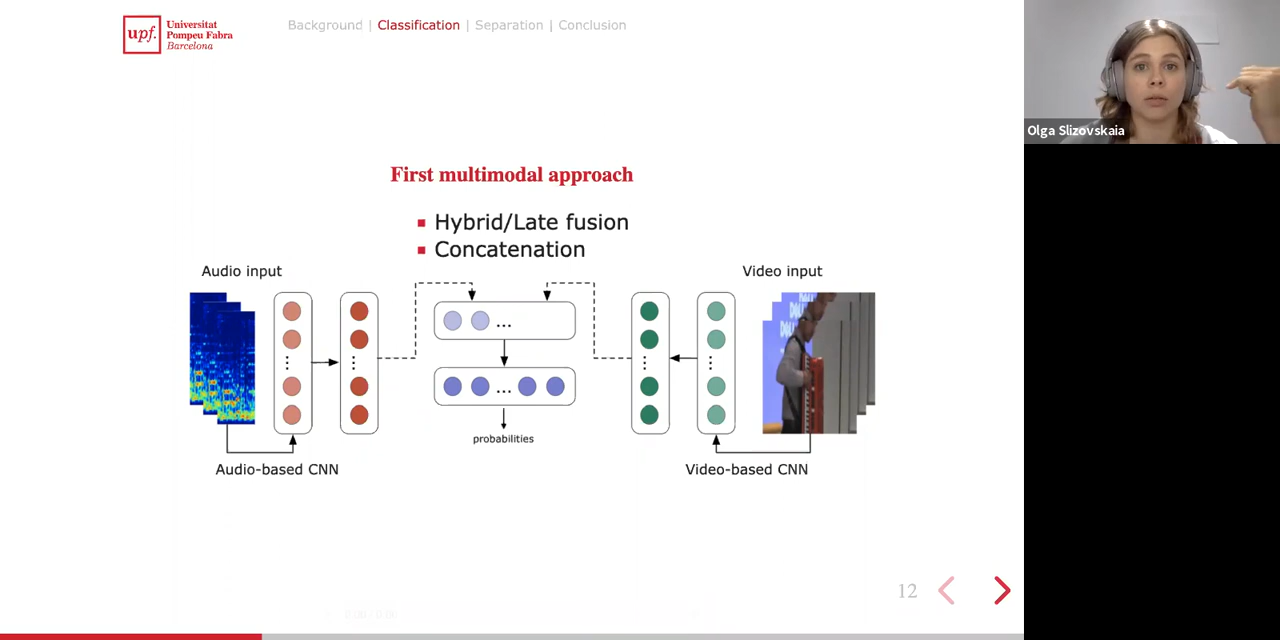 upf.
Universitat
Pompeu Fabra
Barcelona
Background | Classification | Separation | Conclusion
Olga Slizovskaia
First multimodal approach
Hybrid/Late fusion
Concatenation
Audio input
Video input
...
...
probabilities
Audio-based CNN
Video-based CNN
12